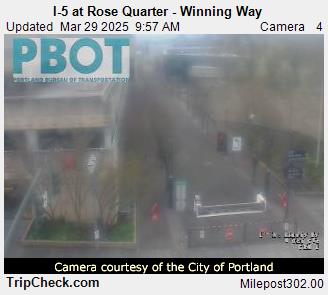 I-5 at Rose Quarter - Winning Way
Updated Mar 29 2025 9:57 AM Camera 4
PBOT
PORTLAND BUREAU OF TRANSPORTATION
Camera courtesy of the City of Portland
TripCheck.com Milepost302.00